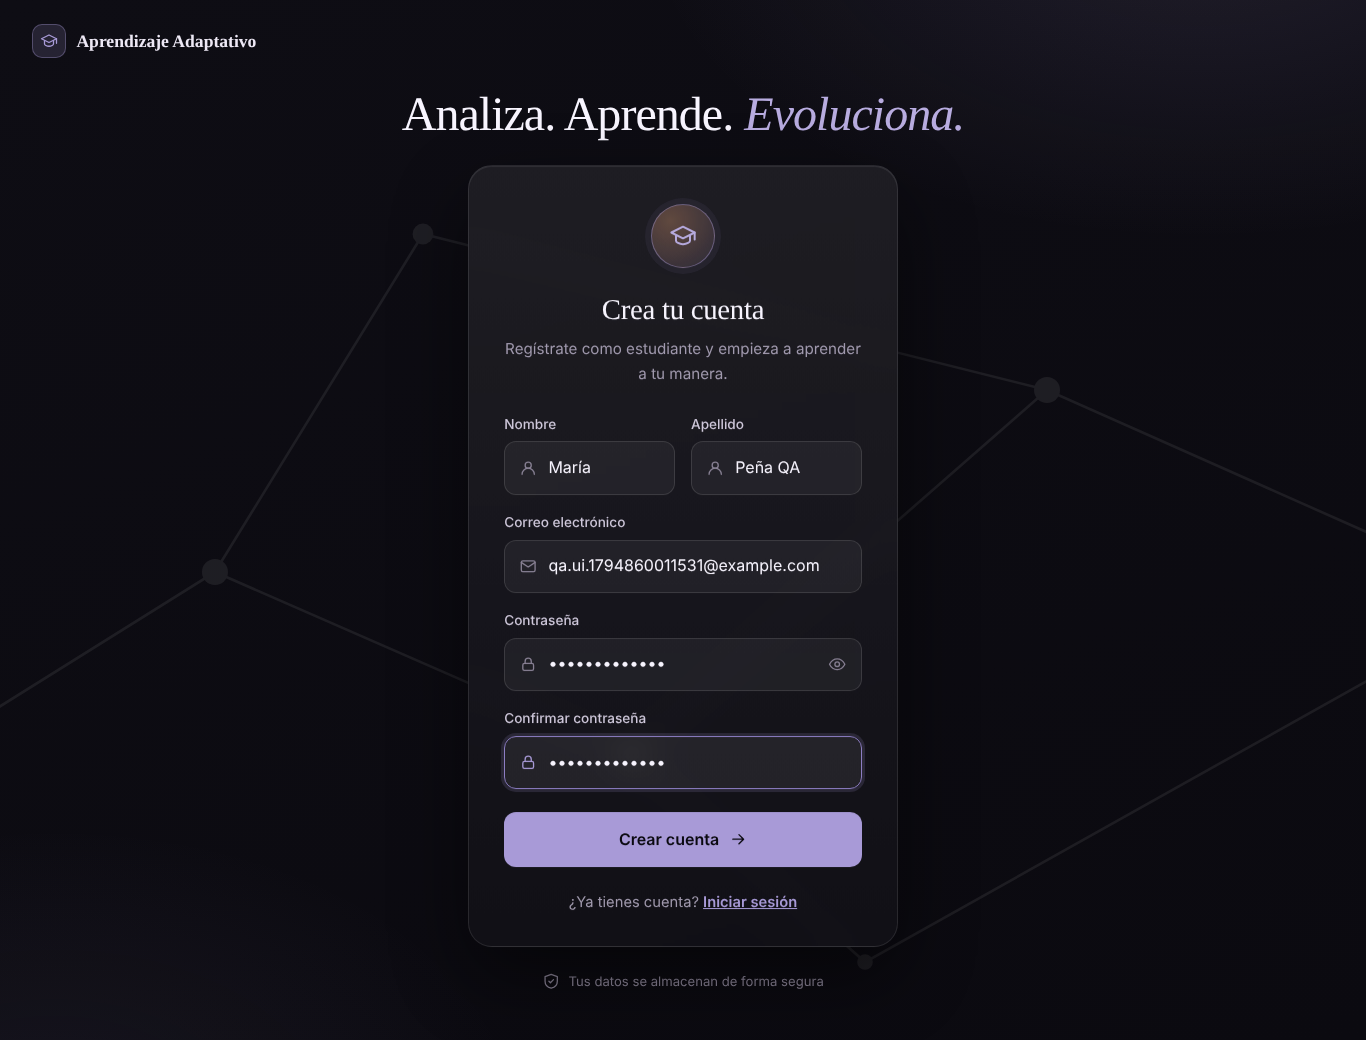 Aprendizaje Adaptativo
Analiza. Aprende. Evoluciona.
Crea tu cuenta
Regístrate como estudiante y empieza a aprender
a tu manera.
Nombre
Apellido
María
Peña QA
Correo electrónico
qa.ui.1794860011531@example.com
Contraseña
•••••••••••••
Confirmar contraseña
•••••••••••••
Crear cuenta →
¿Ya tienes cuenta? Iniciar sesión
Tus datos se almacenan de forma segura